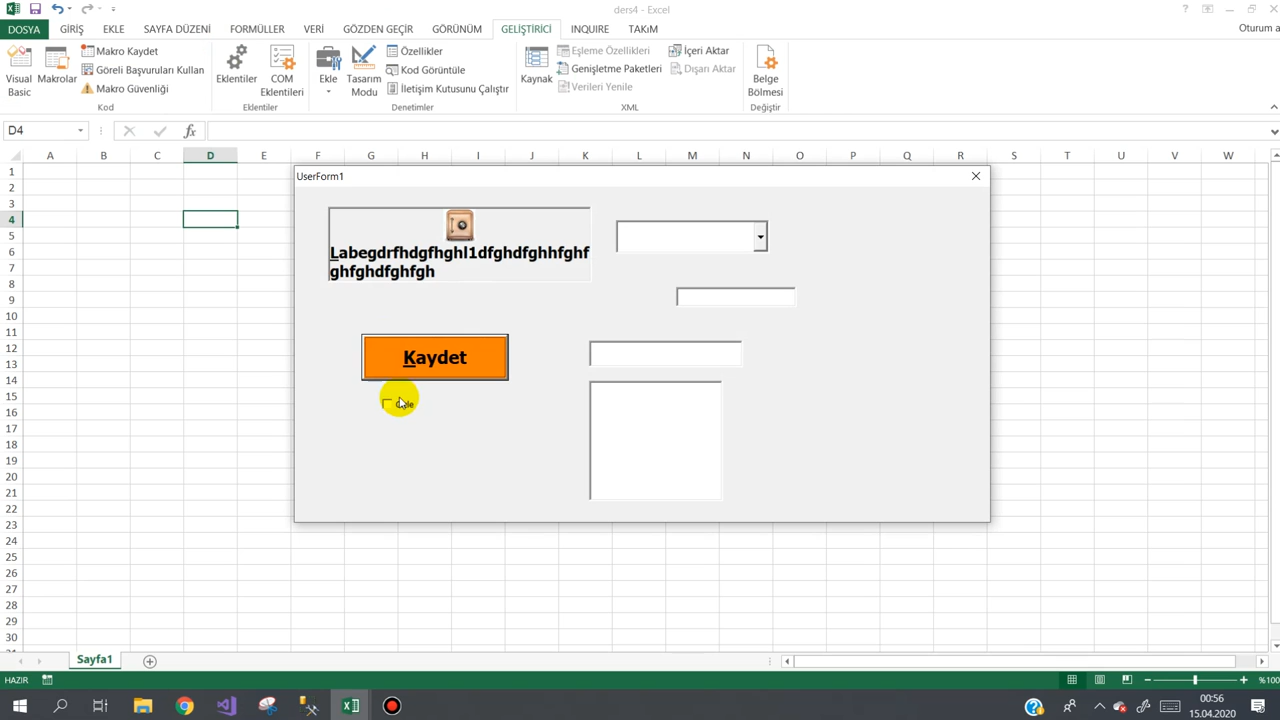 ders4 - Excel
DOSYA GİRİŞ EKLE SAYFA DÜZENİ FORMÜLLER VERİ GÖZDEN GEÇİR GÖRÜNÜM GELİŞTİRİCİ INQUIRE TAKıM
Oturum a
Visual Basic
Makrolar
Makro Kaydet
Göreli Başvuruları Kullan
Makro Güvenliği
Kod
Eklentiler
COM Eklentileri
Eklentiler
Ekle
Tasarım Modu
Özellikler
Kod Görüntüle
İletişim Kutusunu Çalıştır
Denetimler
Kaynak
Eşleme Özellikleri
Genişletme Paketleri
Verileri Yenile
İçeri Aktar
Dışarı Aktar
XML
Belge Bölmesi
Değiştir
D4
fx
A B C D E F G H I J K L M N O P Q R S T U V W
1
2
3
4
5
6
7
8
9
10
11
12
13
14
15
16
17
18
19
20
21
22
23
24
25
26
27
28
29
30
UserForm1
Labegdrfhdgfhghl1dfghdfghhfghf
ghfghdfghfgh
Kaydet
Sayfa1
HAZIR
%100
00:56
15.04.2020